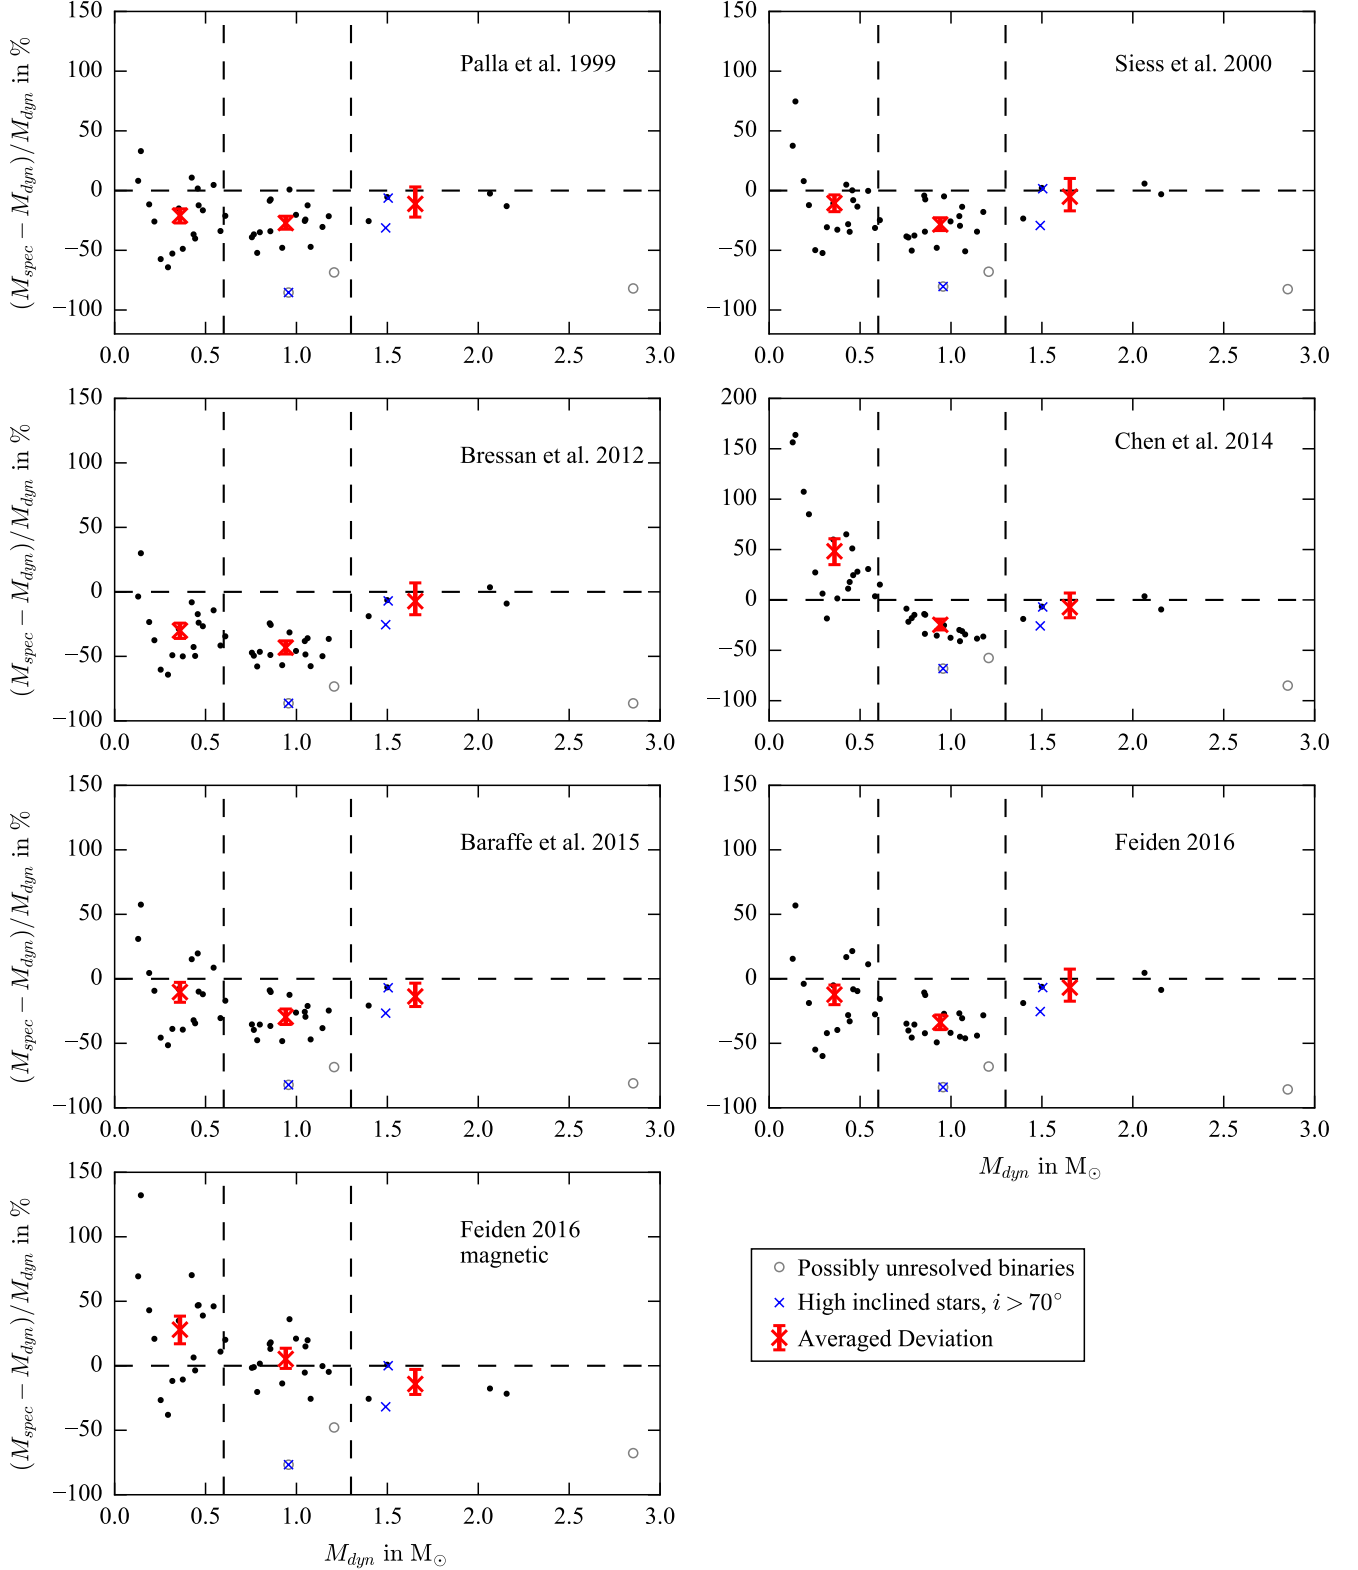 150
100
50
0
−50
−100
(M_spec − M_dyn)/M_dyn in %
Palla et al. 1999
0.0 0.5 1.0 1.5 2.0 2.5 3.0
150
100
50
0
−50
−100
Siess et al. 2000
0.0 0.5 1.0 1.5 2.0 2.5 3.0
150
100
50
0
−50
−100
(M_spec − M_dyn)/M_dyn in %
Bressan et al. 2012
0.0 0.5 1.0 1.5 2.0 2.5 3.0
200
150
100
50
0
−50
−100
Chen et al. 2014
0.0 0.5 1.0 1.5 2.0 2.5 3.0
150
100
50
0
−50
−100
(M_spec − M_dyn)/M_dyn in %
Baraffe et al. 2015
0.0 0.5 1.0 1.5 2.0 2.5 3.0
150
100
50
0
−50
−100
Feiden 2016
0.0 0.5 1.0 1.5 2.0 2.5 3.0
M_dyn in M_⊙
150
100
50
0
−50
−100
(M_spec − M_dyn)/M_dyn in %
Feiden 2016
magnetic
0.0 0.5 1.0 1.5 2.0 2.5 3.0
M_dyn in M_⊙
Possibly unresolved binaries
High inclined stars, i > 70°
Averaged Deviation